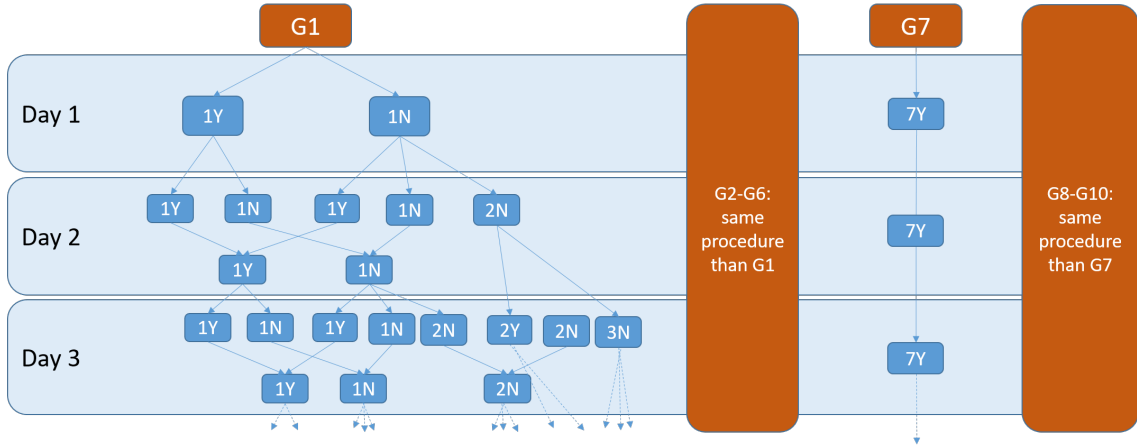 G1
G7
Day 1
1Y
1N
7Y
Day 2
1Y
1N
1Y
1N
2N
7Y
1Y
1N
G2-G6:
same
procedure
than G1
G8-G10:
same
procedure
than G7
Day 3
1Y
1N
1Y
1N
2N
2Y
2N
3N
7Y
1Y
1N
2N